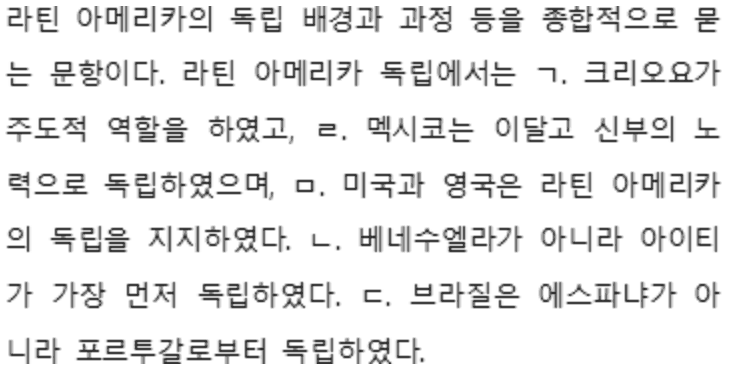 라틴 아메리카의 독립 배경과 과정 등을 종합적으로 묻
는 문항이다. 라틴 아메리카 독립에서는 ㄱ. 크리오요가
주도적 역할을 하였고, ㄹ. 멕시코는 이달고 신부의 노
력으로 독립하였으며, ㅁ. 미국과 영국은 라틴 아메리카
의 독립을 지지하였다. ㄴ. 베네수엘라가 아니라 아이티
가 가장 먼저 독립하였다. ㄷ. 브라질은 에스파냐가 아
니라 포르투갈로부터 독립하였다.